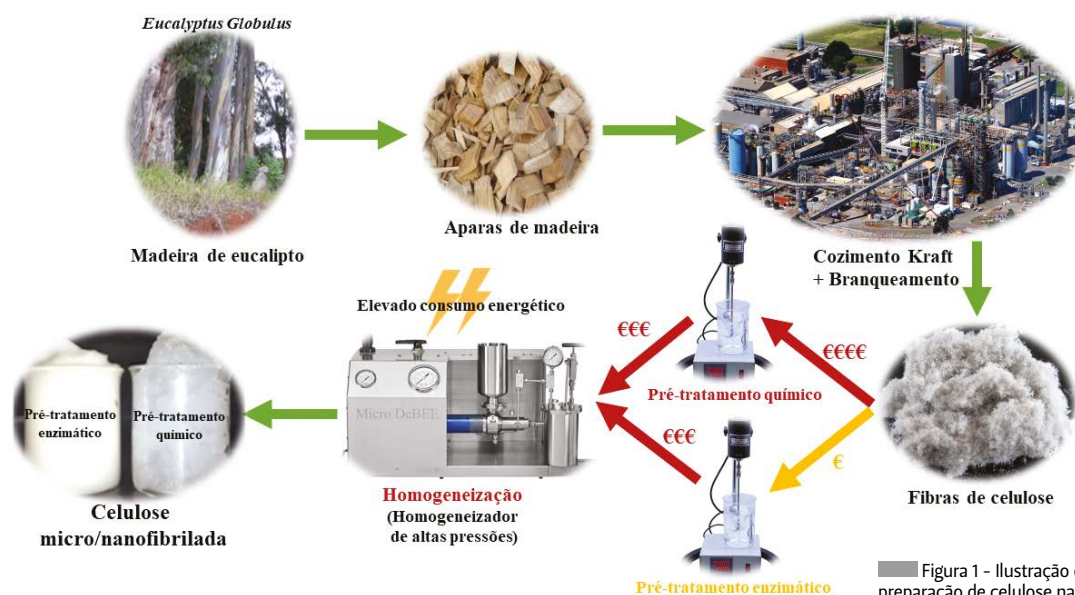 Eucalyptus Globulus
Madeira de eucalipto
Aparas de madeira
Cozimento Kraft
+ Branqueamento
Fibras de celulose
€€€€
Pré-tratamento químico
€
Pré-tratamento enzimático
€€€
€€€
Elevado consumo energético
Micro DeBEE
Homogeneização
(Homogeneizador
de altas pressões)
Pré-tratamento
enzimático
Pré-tratamento
químico
Celulose
micro/nanofibrilada
Figura 1 – Ilustração
preparação de celulose na